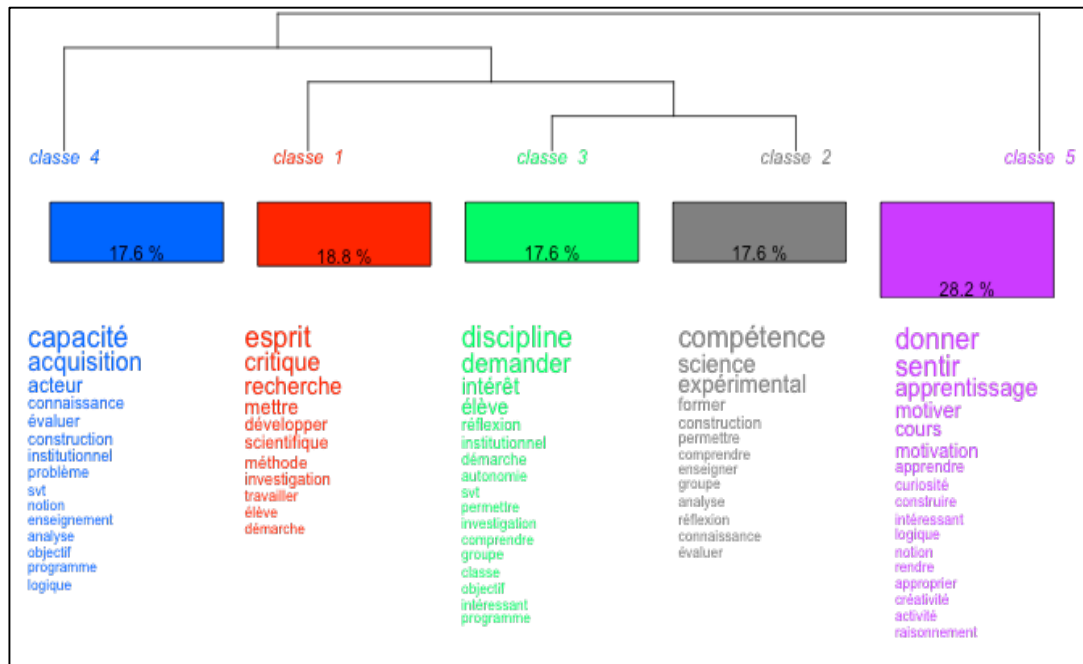 classe 4
classe 1
classe 3
classe 2
classe 5
17.6 %
18.8 %
17.6 %
17.6 %
28.2 %
capacité
acquisition
acteur
connaissance
évaluer
construction
institutionnel
problème
svt
notion
enseignement
analyse
objectif
programme
logique
esprit
critique
recherche
mettre
développer
scientifique
méthode
investigation
travailler
élève
démarche
discipline
demander
intérêt
élève
réflexion
institutionnel
démarche
autonomie
svt
permettre
investigation
comprendre
groupe
classe
objectif
intéressant
programme
compétence
science
expérimental
former
construction
permettre
comprendre
enseigner
groupe
analyse
réflexion
connaissance
évaluer
donner
sentir
apprentissage
motiver
cours
motivation
apprendre
curiosité
construire
intéressant
logique
notion
rendre
approprier
créativité
activité
raisonnement